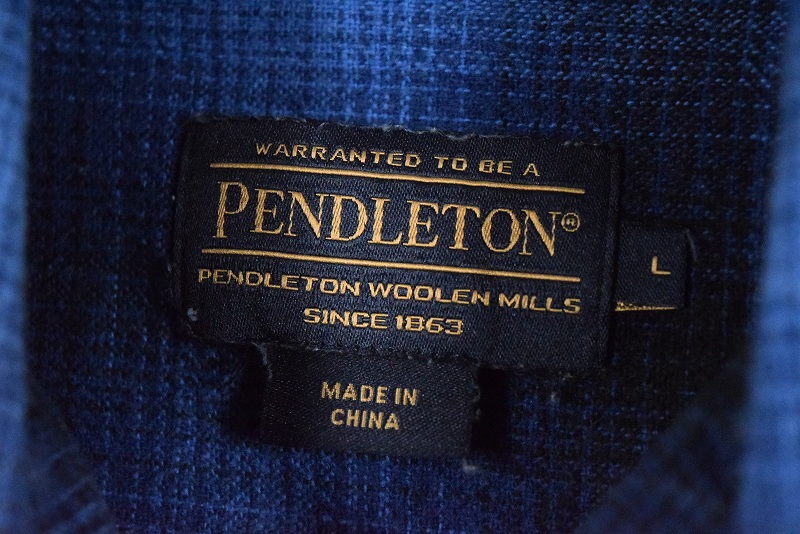 WARRANTED TO BE A
PENDLETON®
PENDLETON WOOLEN MILLS
SINCE 1863
L
MADE IN
CHINA